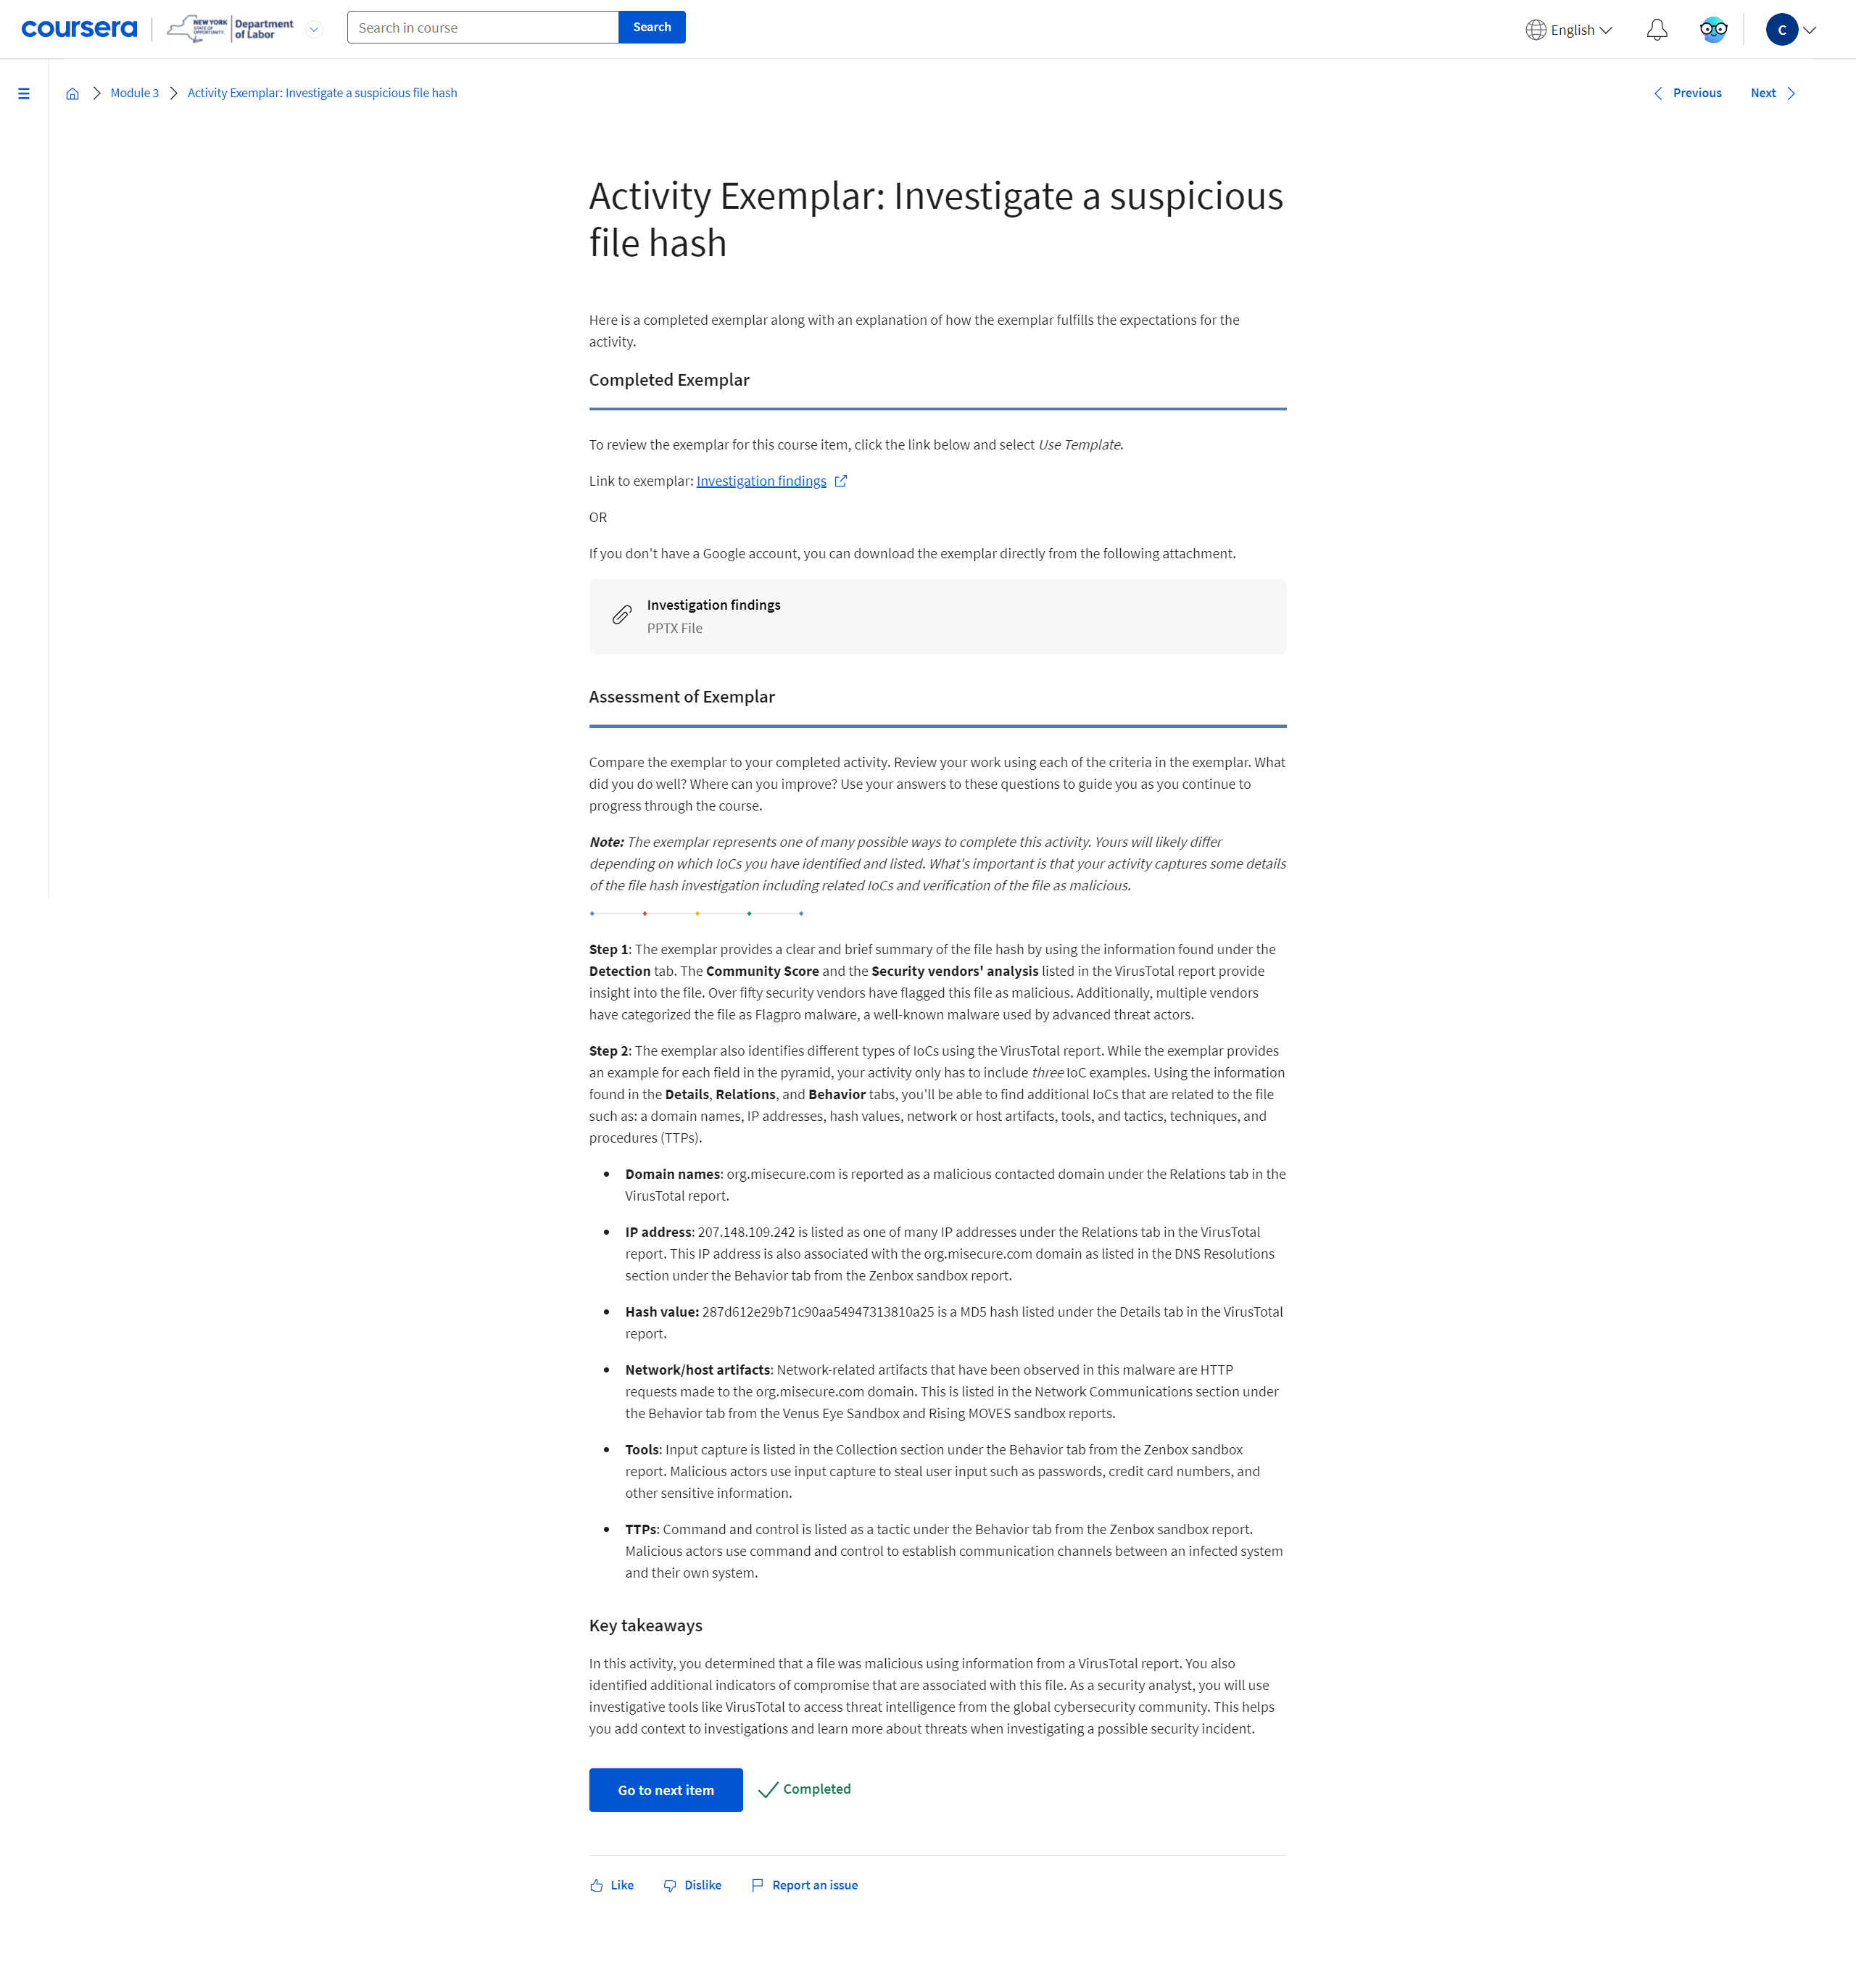 coursera
NEW YORK
STATE OF
OPPORTUNITY.
Department
of Labor
Search in course
Search
English
C
Module 3
Activity Exemplar: Investigate a suspicious file hash
Previous
Next
Activity Exemplar: Investigate a suspicious
file hash
Here is a completed exemplar along with an explanation of how the exemplar fulfills the expectations for the
activity.
Completed Exemplar
To review the exemplar for this course item, click the link below and select Use Template.
Link to exemplar: Investigation findings
OR
If you don't have a Google account, you can download the exemplar directly from the following attachment.
Investigation findings
PPTX File
Assessment of Exemplar
Compare the exemplar to your completed activity. Review your work using each of the criteria in the exemplar. What
did you do well? Where can you improve? Use your answers to these questions to guide you as you continue to
progress through the course.
Note: The exemplar represents one of many possible ways to complete this activity. Yours will likely differ
depending on which IoCs you have identified and listed. What's important is that your activity captures some details
of the file hash investigation including related IoCs and verification of the file as malicious.
Step 1: The exemplar provides a clear and brief summary of the file hash by using the information found under the
Detection tab. The Community Score and the Security vendors' analysis listed in the VirusTotal report provide
insight into the file. Over fifty security vendors have flagged this file as malicious. Additionally, multiple vendors
have categorized the file as Flagpro malware, a well-known malware used by advanced threat actors.
Step 2: The exemplar also identifies different types of IoCs using the VirusTotal report. While the exemplar provides
an example for each field in the pyramid, your activity only has to include three IoC examples. Using the information
found in the Details, Relations, and Behavior tabs, you'll be able to find additional IoCs that are related to the file
such as: a domain names, IP addresses, hash values, network or host artifacts, tools, and tactics, techniques, and
procedures (TTPs).
Domain names: org.misecure.com is reported as a malicious contacted domain under the Relations tab in the
VirusTotal report.
IP address: 207.148.109.242 is listed as one of many IP addresses under the Relations tab in the VirusTotal
report. This IP address is also associated with the org.misecure.com domain as listed in the DNS Resolutions
section under the Behavior tab from the Zenbox sandbox report.
Hash value: 287d612e29b71c90aa54947313810a25 is a MD5 hash listed under the Details tab in the VirusTotal
report.
Network/host artifacts: Network-related artifacts that have been observed in this malware are HTTP
requests made to the org.misecure.com domain. This is listed in the Network Communications section under
the Behavior tab from the Venus Eye Sandbox and Rising MOVES sandbox reports.
Tools: Input capture is listed in the Collection section under the Behavior tab from the Zenbox sandbox
report. Malicious actors use input capture to steal user input such as passwords, credit card numbers, and
other sensitive information.
TTPs: Command and control is listed as a tactic under the Behavior tab from the Zenbox sandbox report.
Malicious actors use command and control to establish communication channels between an infected system
and their own system.
Key takeaways
In this activity, you determined that a file was malicious using information from a VirusTotal report. You also
identified additional indicators of compromise that are associated with this file. As a security analyst, you will use
investigative tools like VirusTotal to access threat intelligence from the global cybersecurity community. This helps
you add context to investigations and learn more about threats when investigating a possible security incident.
Go to next item
Completed
Like
Dislike
Report an issue